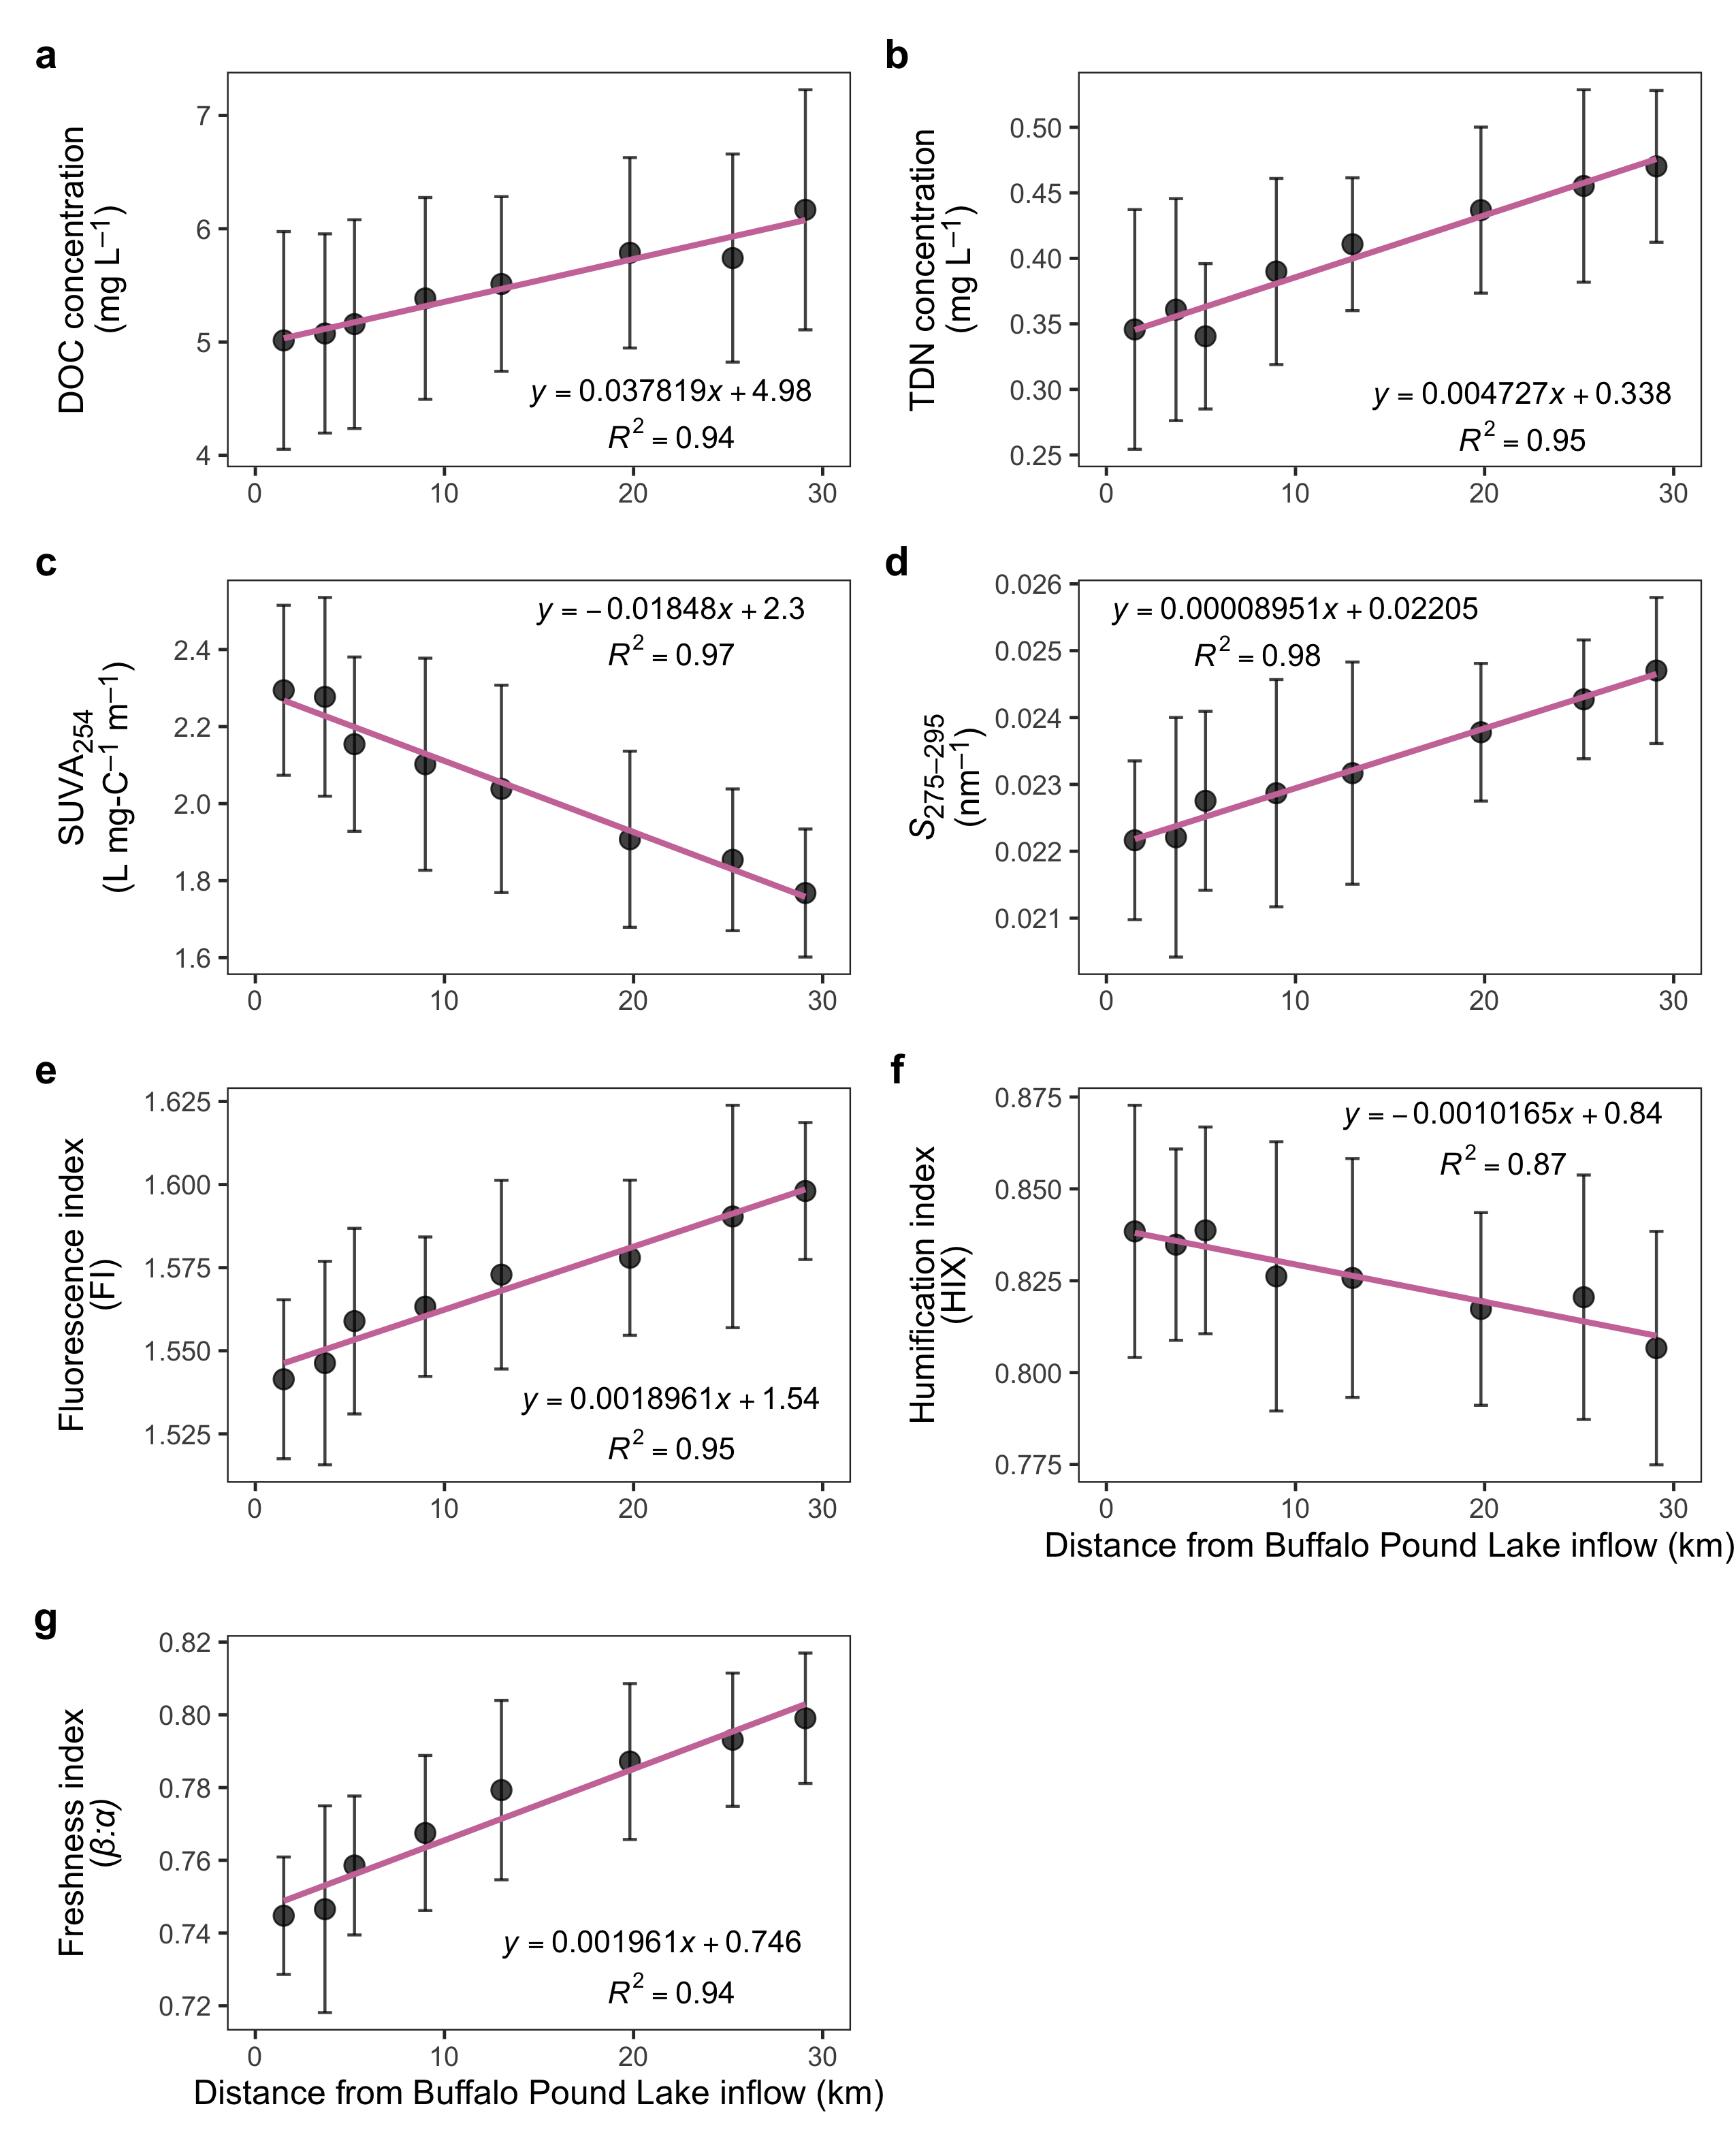 a
DOC concentration
(mg L⁻¹)
7
6
5
4
y = 0.037819x + 4.98
R² = 0.94
0 10 20 30
b
TDN concentration
(mg L⁻¹)
0.50
0.45
0.40
0.35
0.30
0.25
y = 0.004727x + 0.338
R² = 0.95
0 10 20 30
c
SUVA₂₅₄
(L mg-C⁻¹ m⁻¹)
2.4
2.2
2.0
1.8
1.6
y = −0.01848x + 2.3
R² = 0.97
0 10 20 30
d
S₂₇₅₋₂₉₅
(nm⁻¹)
0.026
0.025
0.024
0.023
0.022
0.021
y = 0.00008951x + 0.02205
R² = 0.98
0 10 20 30
e
Fluorescence index
(FI)
1.625
1.600
1.575
1.550
1.525
y = 0.0018961x + 1.54
R² = 0.95
0 10 20 30
f
Humification index
(HIX)
0.875
0.850
0.825
0.800
0.775
y = −0.0010165x + 0.84
R² = 0.87
0 10 20 30
Distance from Buffalo Pound Lake inflow (km)
g
Freshness index
(β:α)
0.82
0.80
0.78
0.76
0.74
0.72
y = 0.001961x + 0.746
R² = 0.94
0 10 20 30
Distance from Buffalo Pound Lake inflow (km)